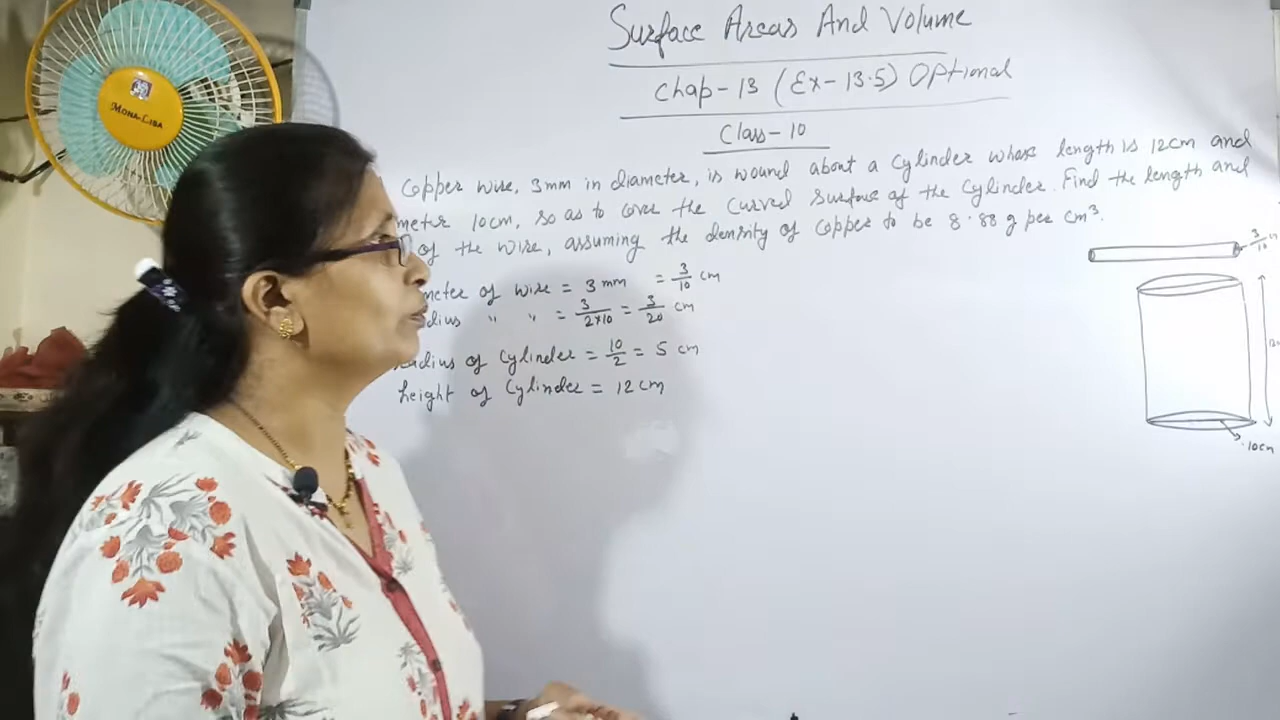 Surface Areas And Volume
Chap-13 (Ex-13.5) Optional
Class-10
Copper wire, 3mm in diameter, is wound about a cylinder whose length is 12cm and
meter 10cm, so as to cover the curved surface of the cylinder. Find the length and
of the wire, assuming the density of copper to be 8.88 g per cm³.
meter of wire = 3 mm = 3/10 cm
dius " " = 3/2×10 = 3/20 cm
Radius of cylinder = 10/2 = 5 cm
height of cylinder = 12 cm
3/10
10cm
MONA-LISA